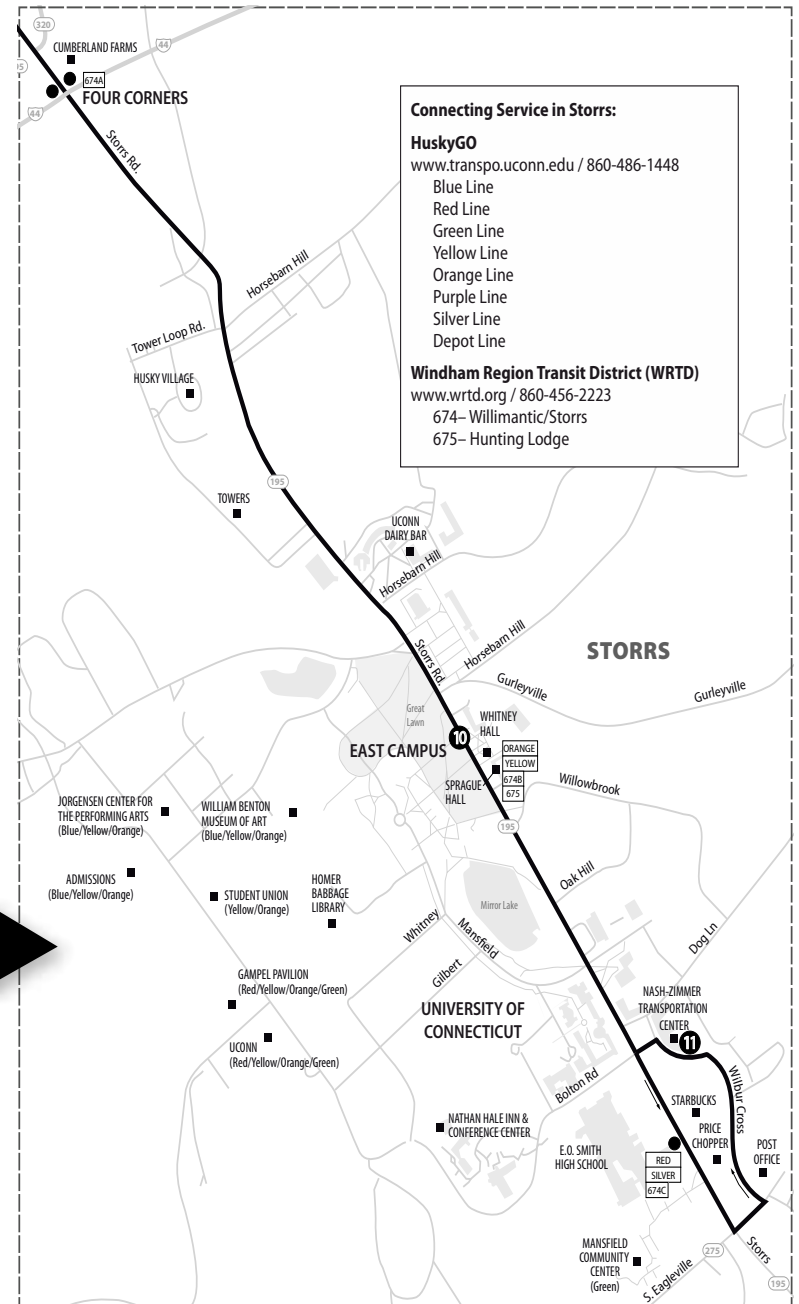 320
CUMBERLAND FARMS
44
674A
FOUR CORNERS
44
Storrs Rd.
Connecting Service in Storrs:
HuskyGO
www.transpo.uconn.edu / 860-486-1448
Blue Line
Red Line
Green Line
Yellow Line
Orange Line
Purple Line
Silver Line
Depot Line
Windham Region Transit District (WRTD)
www.wrtd.org / 860-456-2223
674– Willimantic/Storrs
675– Hunting Lodge
Horsebarn Hill
Tower Loop Rd.
HUSKY VILLAGE
195
TOWERS
UCONN
DAIRY BAR
Horsebarn Hill
Storrs Rd.
Horsebarn Hill
STORRS
Gurleyville
Gurleyville
Great
Lawn
WHITNEY
HALL
10
EAST CAMPUS
ORANGE
YELLOW
674B
675
SPRAGUE
HALL
Willowbrook
195
JORGENSEN CENTER FOR
THE PERFORMING ARTS
(Blue/Yellow/Orange)
WILLIAM BENTON
MUSEUM OF ART
(Blue/Yellow/Orange)
ADMISSIONS
(Blue/Yellow/Orange)
STUDENT UNION
(Yellow/Orange)
HOMER
BABBAGE
LIBRARY
Mirror Lake
Oak Hill
Whitney
Mansfield
Gilbert
Dog Ln
GAMPEL PAVILION
(Red/Yellow/Orange/Green)
UNIVERSITY OF
CONNECTICUT
NASH-ZIMMER
TRANSPORTATION
CENTER
11
UCONN
(Red/Yellow/Orange/Green)
Bolton Rd
Wilbur Cross
STARBUCKS
NATHAN HALE INN &
CONFERENCE CENTER
PRICE
CHOPPER
POST
OFFICE
E.O. SMITH
HIGH SCHOOL
RED
SILVER
674C
MANSFIELD
COMMUNITY
CENTER
(Green)
275
S. Eagleville
Storrs
195